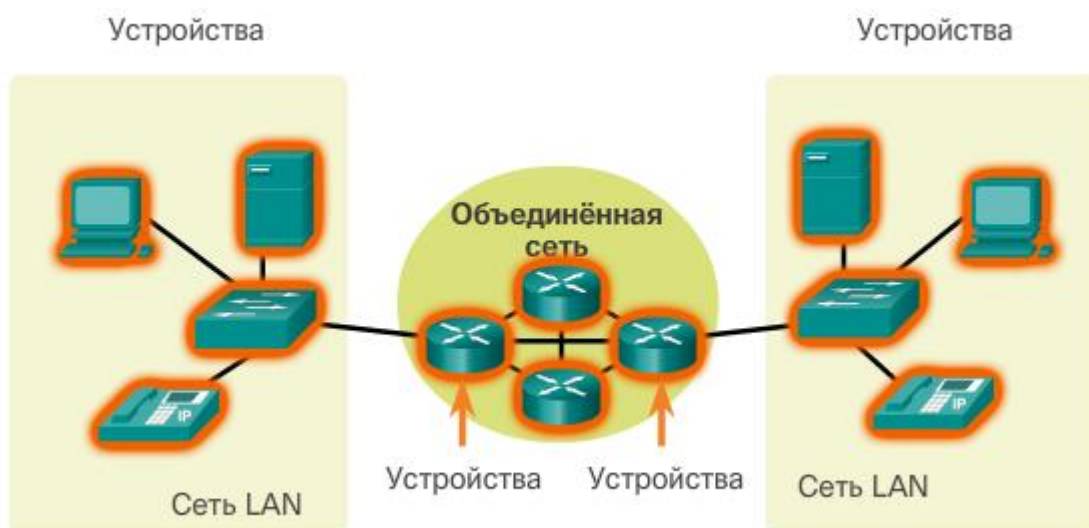 Устройства
Устройства
Объединённая
сеть
IP
IP
Устройства
Устройства
Сеть LAN
Сеть LAN